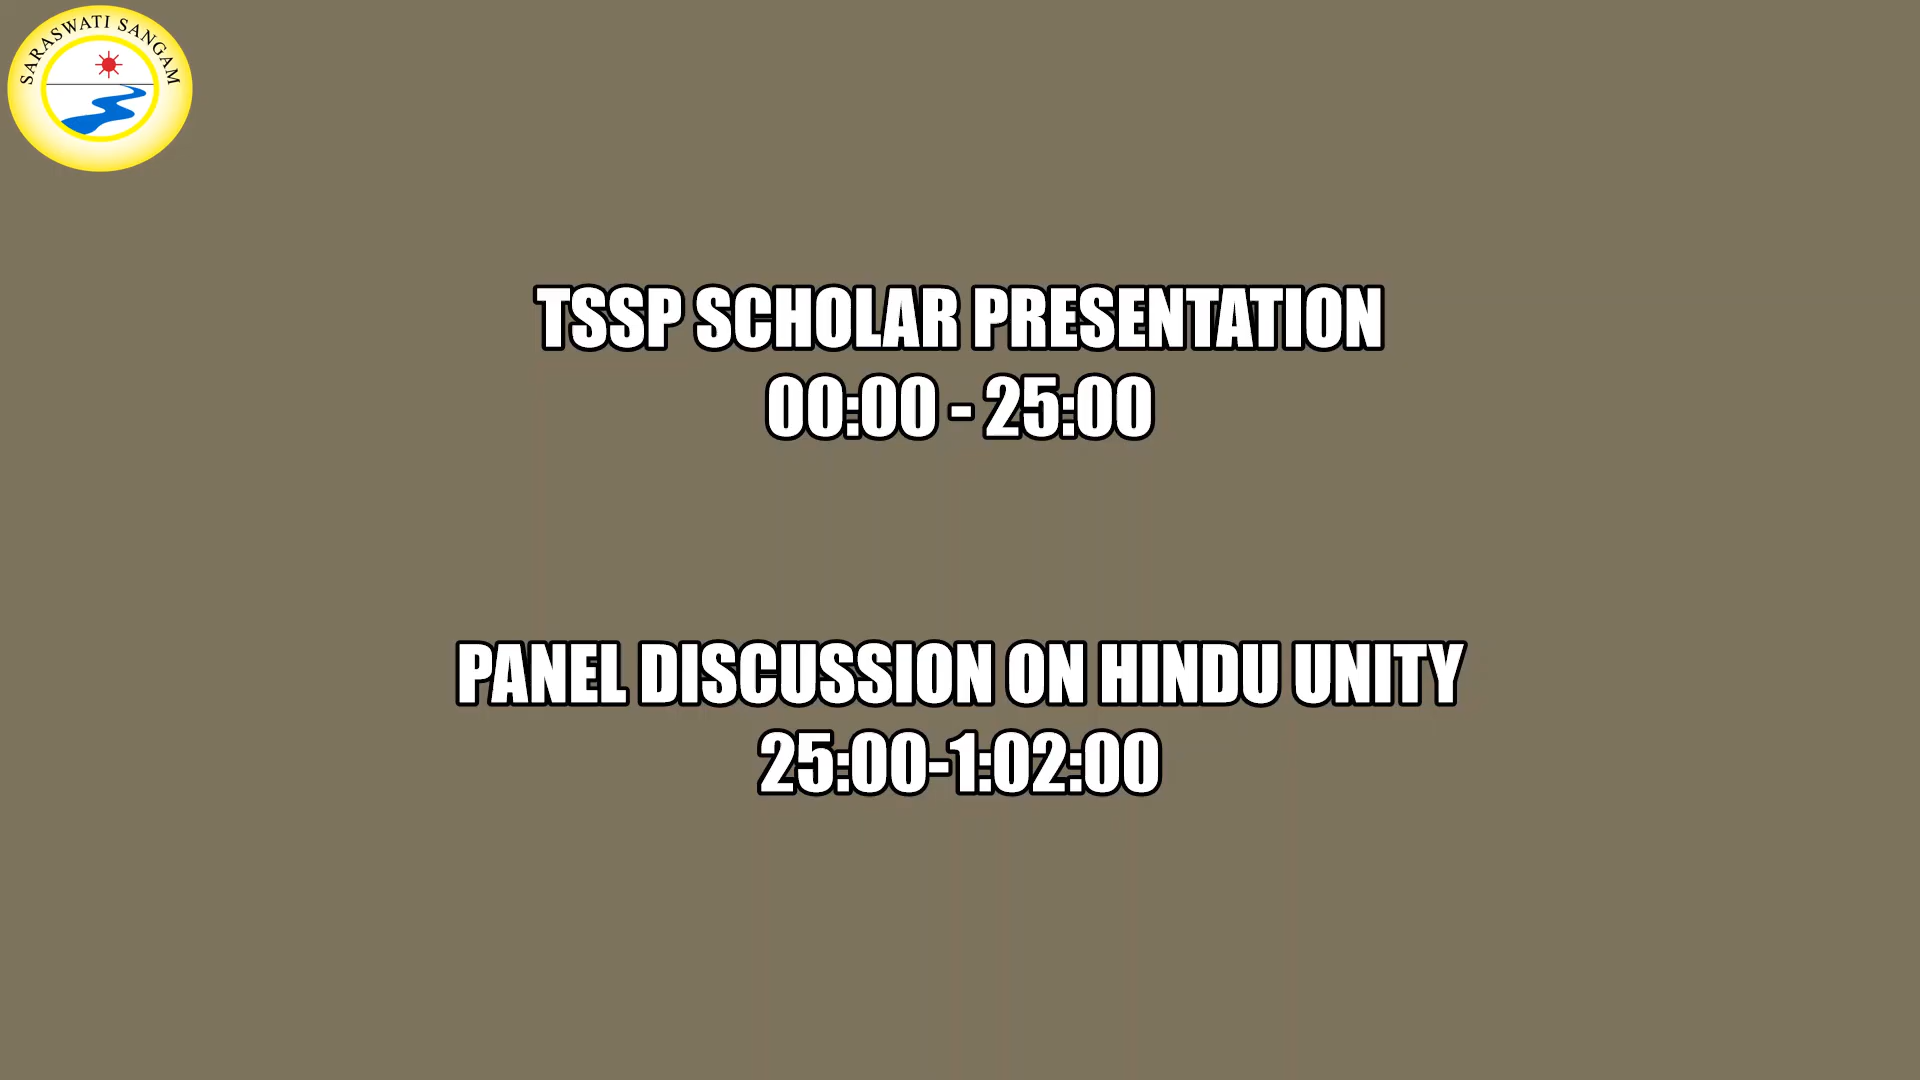 SARASWATI SANGAM
TSSP SCHOLAR PRESENTATION
00:00 - 25:00
PANEL DISCUSSION ON HINDU UNITY
25:00-1:02:00